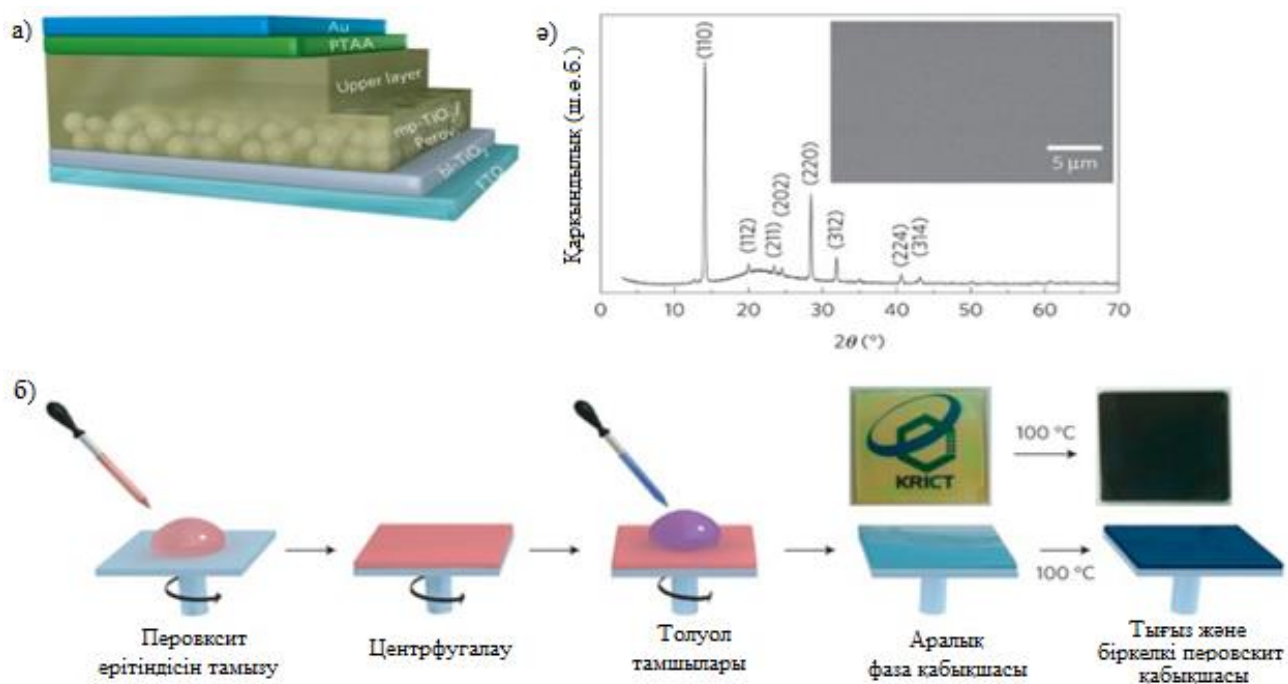 а)
Au
PTAA
Upper layer
mp-TiO₂/
Perov.
bl-TiO₂
FTO
ә)
Қарқындылық (ш.ә.б.)
(110)
(112)
(211)
(202)
(220)
(312)
(224)
(314)
5 μm
0 10 20 30 40 50 60 70
2θ (°)
б)
KRICT
100 °C
100 °C
Перовксит
ерітіндісін тамызу
Центрфугалау
Толуол
тамшылары
Аралық
фаза қабықшасы
Тығыз және
біркелкі перовскит
қабықшасы